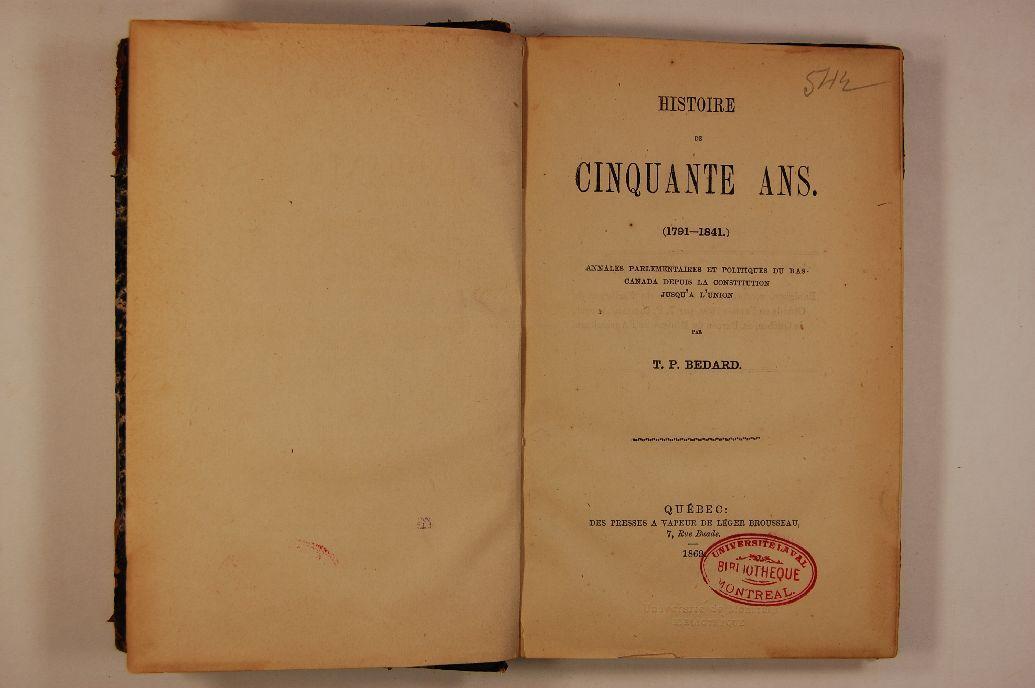 542
HISTOIRE
DE
CINQUANTE ANS.
(1791—1841.)
ANNALES PARLEMENTAIRES ET POLITIQUES DU BAS-
CANADA DEPUIS LA CONSTITUTION
JUSQU'A L'UNION
PAR
T. P. BEDARD.
QUÉBEC:
DES PRESSES A VAPEUR DE LÉGER BROUSSEAU,
7, Rue Buade.
1869
UNIVERSITÉ LAVAL
BIBLIOTHEQUE
MONTREAL.